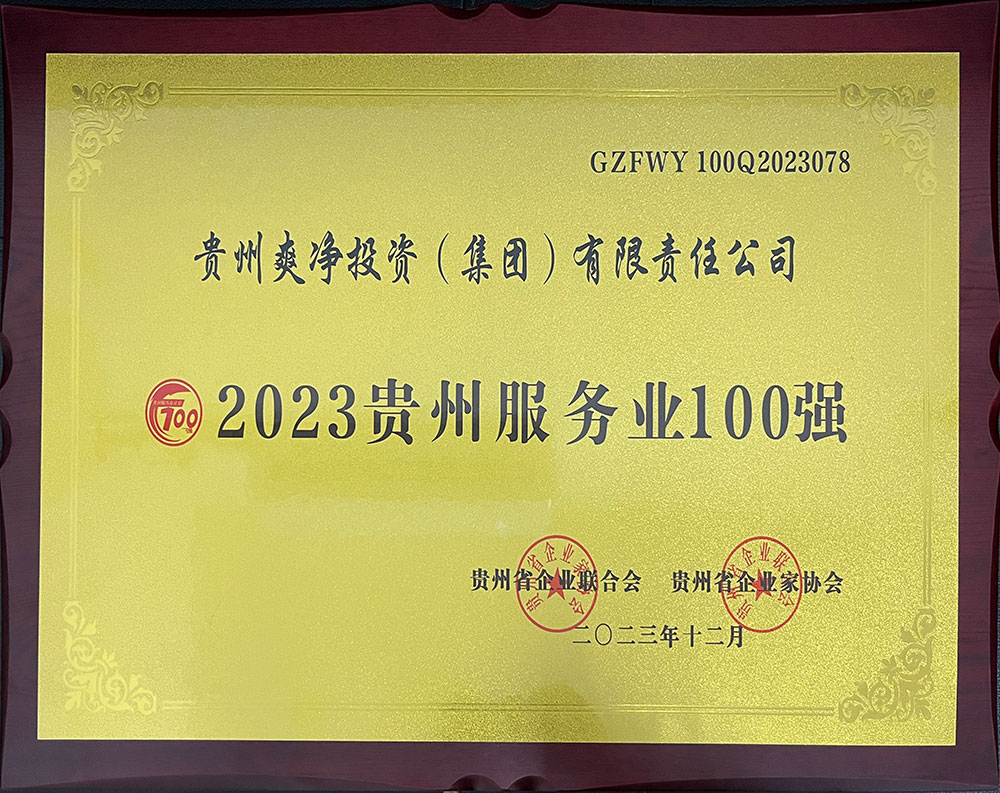 GZFWY 100Q2023078
贵州爽净投资（集团）有限责任公司
100
2023贵州服务业100强
贵州省企业联合会 贵州省企业家协会
二〇二三年十二月